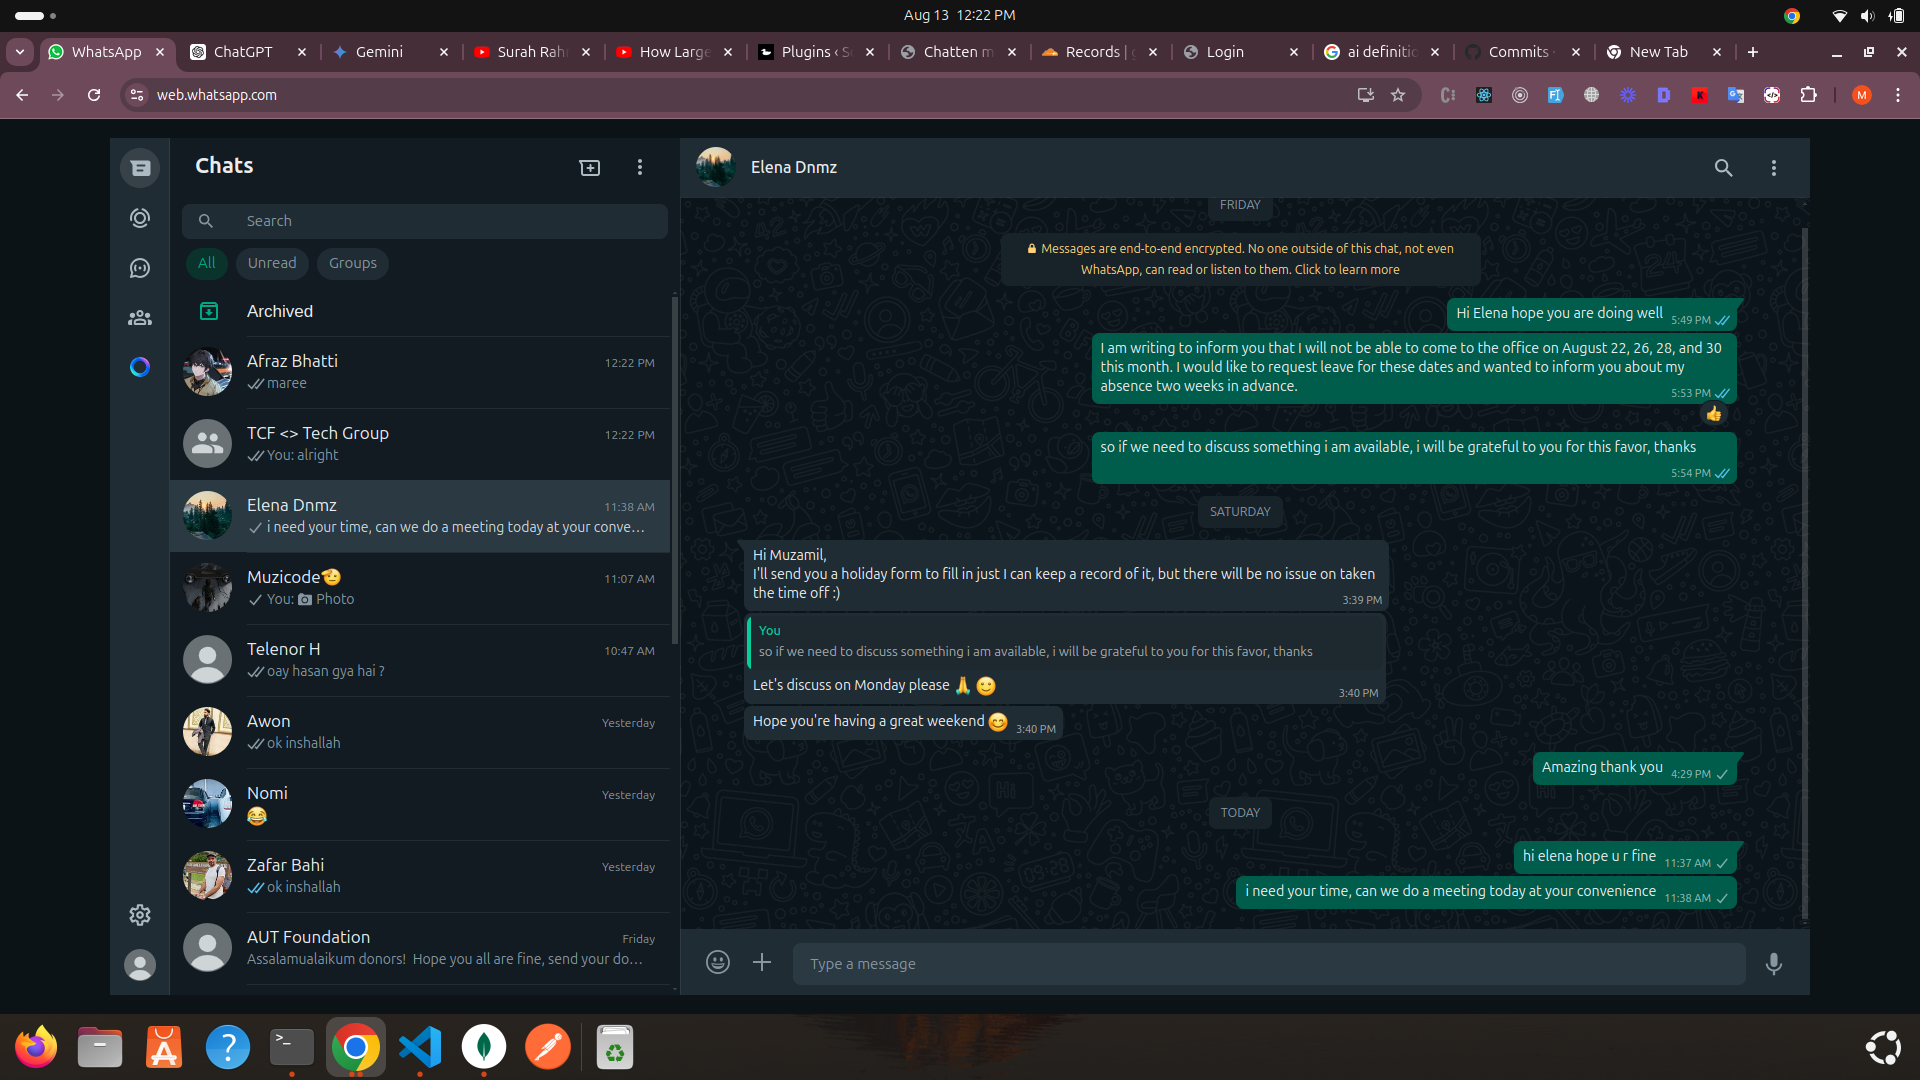 Aug 13 12:22 PM
WhatsApp
ChatGPT
Gemini
Surah Rah
How Large
Plugins ‹ S
Chatten m
Records |
Login
ai definitio
Commits ·
New Tab
web.whatsapp.com
M
Chats
Search
All
Unread
Groups
Archived
Afraz Bhatti
12:22 PM
maree
TCF <> Tech Group
12:22 PM
You: alright
Elena Dnmz
11:38 AM
i need your time, can we do a meeting today at your conve...
Muzicode🫡
11:07 AM
You: 📷 Photo
Telenor H
10:47 AM
oay hasan gya hai ?
Awon
Yesterday
ok inshallah
Nomi
Yesterday
😂
Zafar Bahi
Yesterday
ok inshallah
AUT Foundation
Friday
Assalamualaikum donors! Hope you all are fine, send your do...
Elena Dnmz
FRIDAY
Messages are end-to-end encrypted. No one outside of this chat, not even
WhatsApp, can read or listen to them. Click to learn more
Hi Elena hope you are doing well
5:49 PM
I am writing to inform you that I will not be able to come to the office on August 22, 26, 28, and 30
this month. I would like to request leave for these dates and wanted to inform you about my
absence two weeks in advance.
5:53 PM
👍
so if we need to discuss something i am available, i will be grateful to you for this favor, thanks
5:54 PM
SATURDAY
Hi Muzamil,
I'll send you a holiday form to fill in just I can keep a record of it, but there will be no issue on taken
the time off :)
3:39 PM
You
so if we need to discuss something i am available, i will be grateful to you for this favor, thanks
Let's discuss on Monday please 🙏 🙂
3:40 PM
Hope you're having a great weekend 😊
3:40 PM
Amazing thank you
4:29 PM
TODAY
hi elena hope u r fine
11:37 AM
i need your time, can we do a meeting today at your convenience
11:38 AM
Type a message